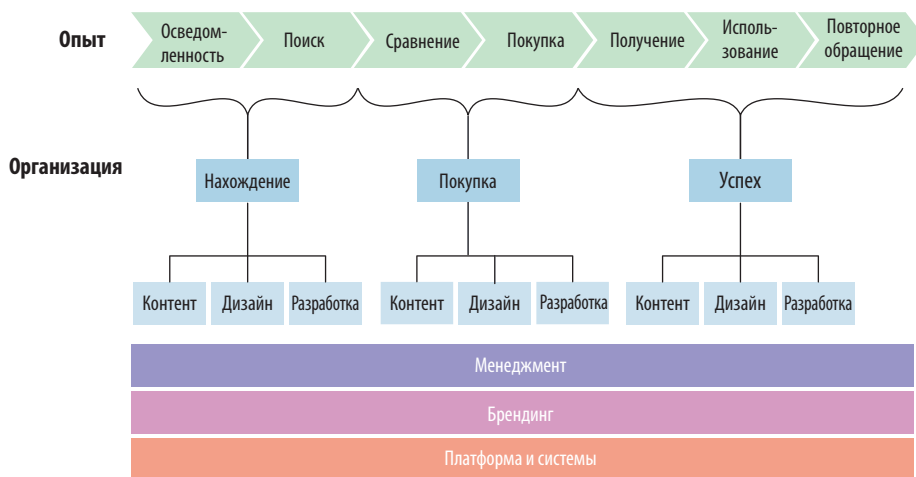 Опыт
Осведом-
ленность
Поиск
Сравнение
Покупка
Получение
Исполь-
зование
Повторное
обращение
Организация
Нахождение
Покупка
Успех
Контент
Дизайн
Разработка
Контент
Дизайн
Разработка
Контент
Дизайн
Разработка
Менеджмент
Брендинг
Платформа и системы